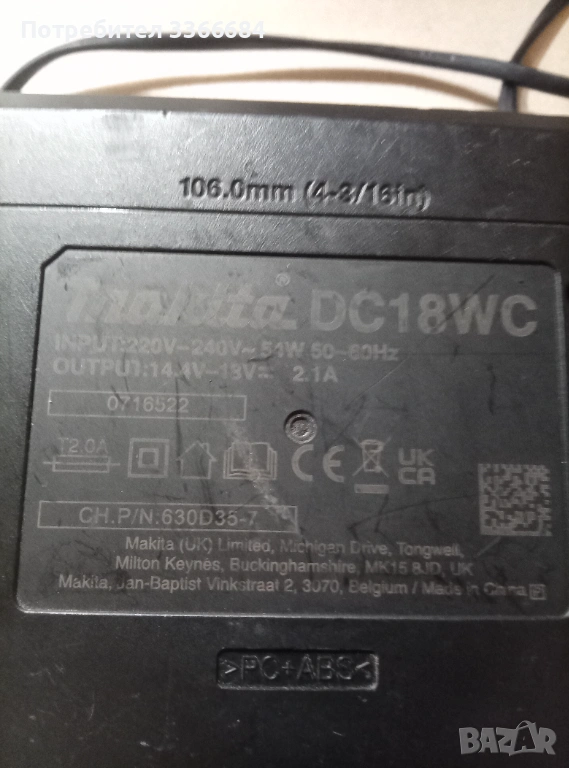 Потребител 3366684
106.0mm (4-3/16in)
makita® DC18WC
INPUT:220V~240V~ 51W 50~60Hz
OUTPUT:14.4V-18V⎓ 2.1A
0716522
T2.0A
CE
UK
CA
CH.P/N.630D35-7
Makita (UK) Limited, Michigan Drive, Tongwell,
Milton Keynes, Buckinghamshire, MK15 8JD, UK
Makita, Jan-Baptist Vinkstraat 2, 3070, Belgium / Made in China
>PC+ABS<
BAZAR